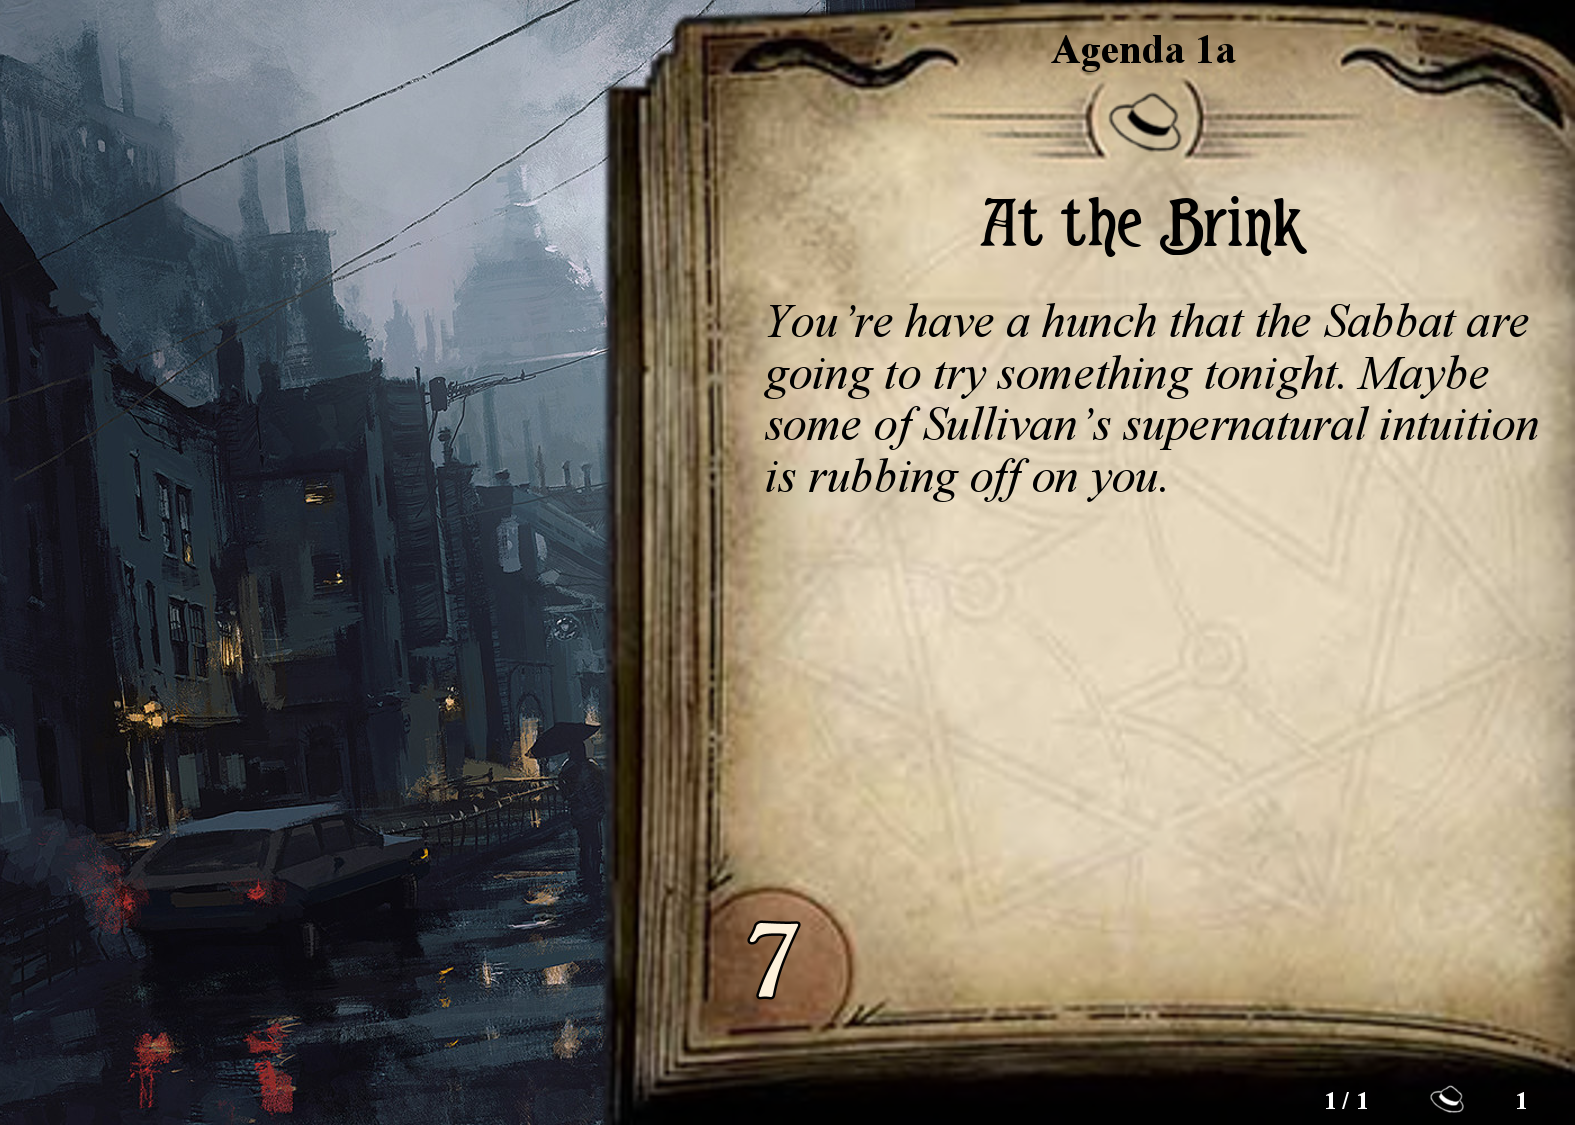 Agenda 1a
At the Brink
You’re have a hunch that the Sabbat are
going to try something tonight. Maybe
some of Sullivan’s supernatural intuition
is rubbing off on you.
7
1 / 1 1